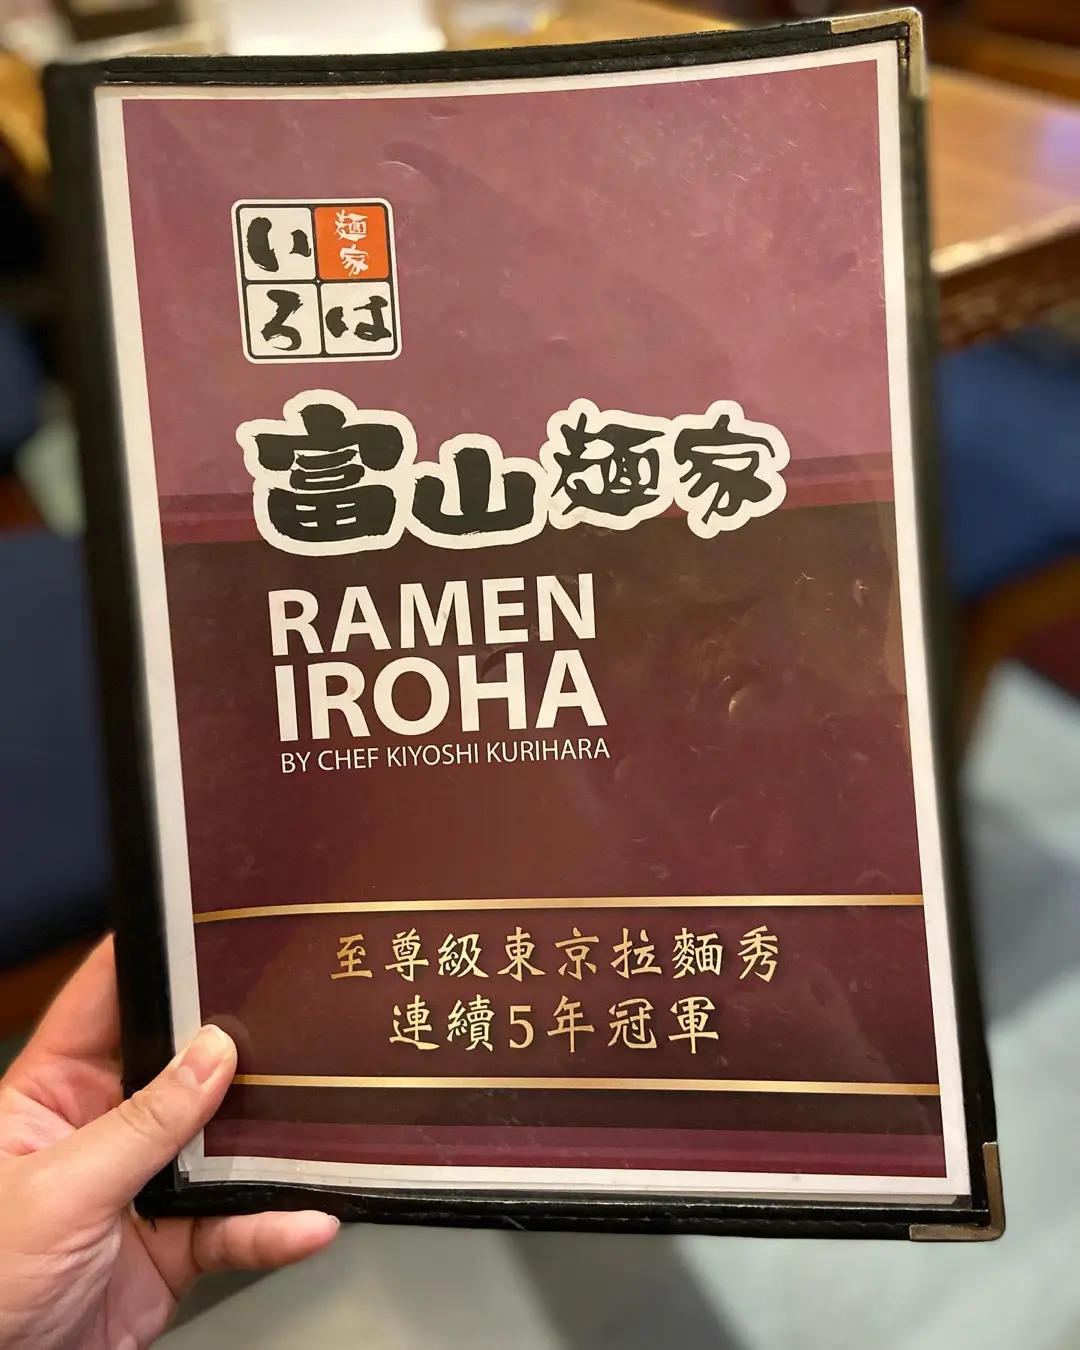 い麺家
ろは
富山麺家
RAMEN
IROHA
BY CHEF KIYOSHI KURIHARA
至尊級東京拉麵秀
連續5年冠軍